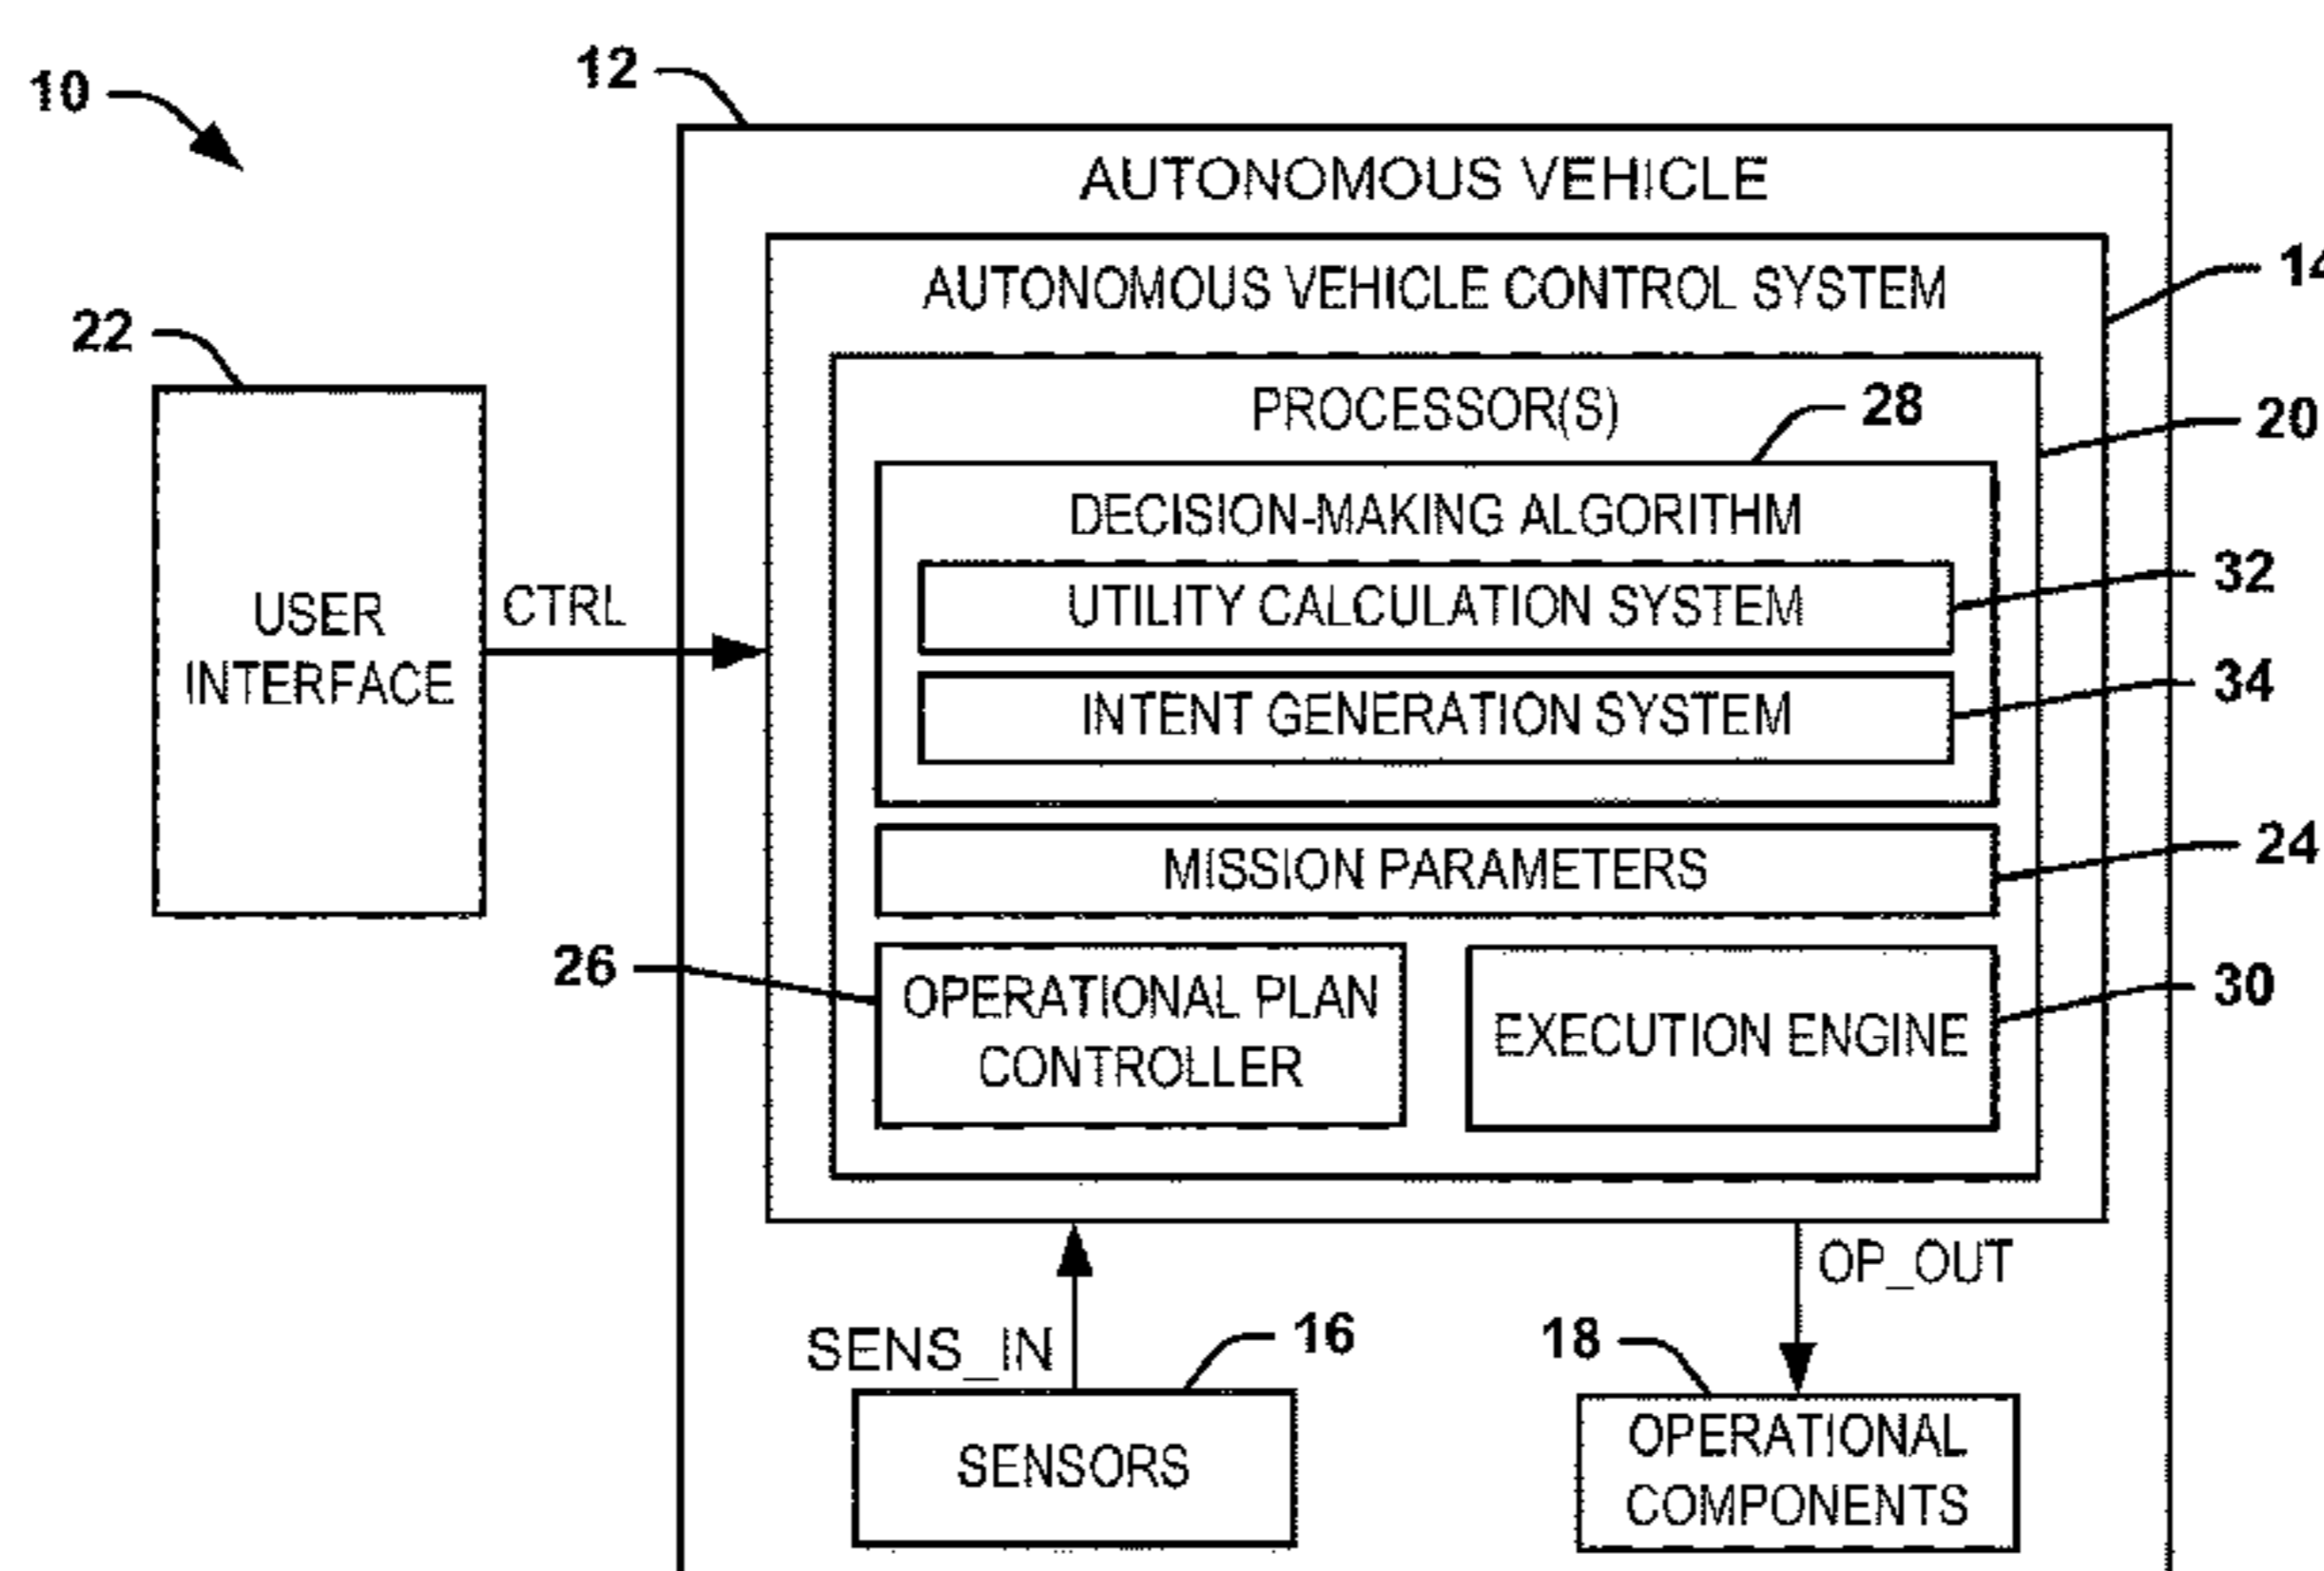 10
12
AUTONOMOUS VEHICLE
AUTONOMOUS VEHICLE CONTROL SYSTEM
14
22
PROCESSOR(S)
28
20
DECISION-MAKING ALGORITHM
USER
INTERFACE
CTRL
UTILITY CALCULATION SYSTEM
32
INTENT GENERATION SYSTEM
34
MISSION PARAMETERS
24
26
OPERATIONAL PLAN
CONTROLLER
EXECUTION ENGINE
30
OP_OUT
SENS_IN
16
18
SENSORS
OPERATIONAL
COMPONENTS